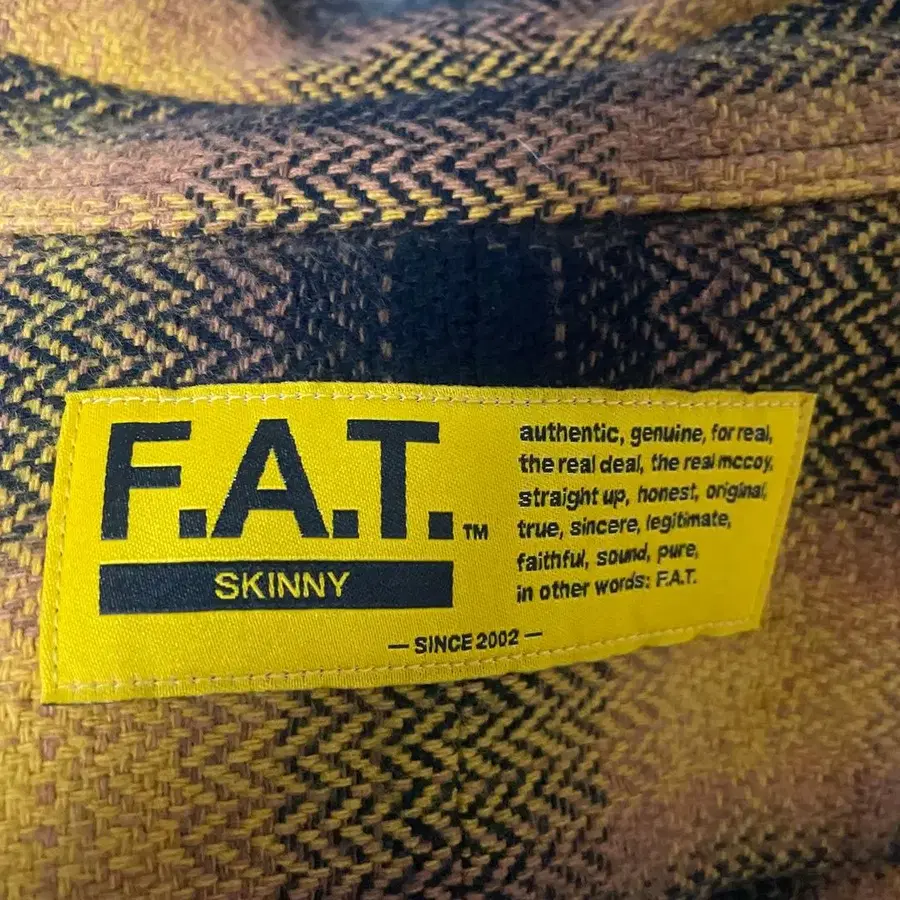 F.A.T.™
SKINNY
authentic, genuine, for real,
the real deal, the real mccoy,
straight up, honest, original,
true, sincere, legitimate,
faithful, sound, pure,
in other words: F.A.T.
— SINCE 2002 —